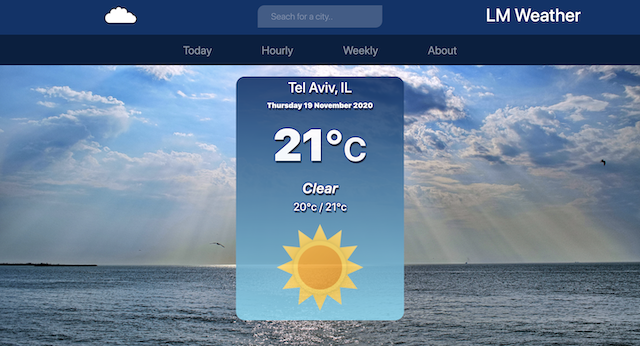 Seach for a city..
LM Weather
Today Hourly Weekly About
Tel Aviv, IL
Thursday 19 November 2020
21°C
Clear
20°c / 21°c